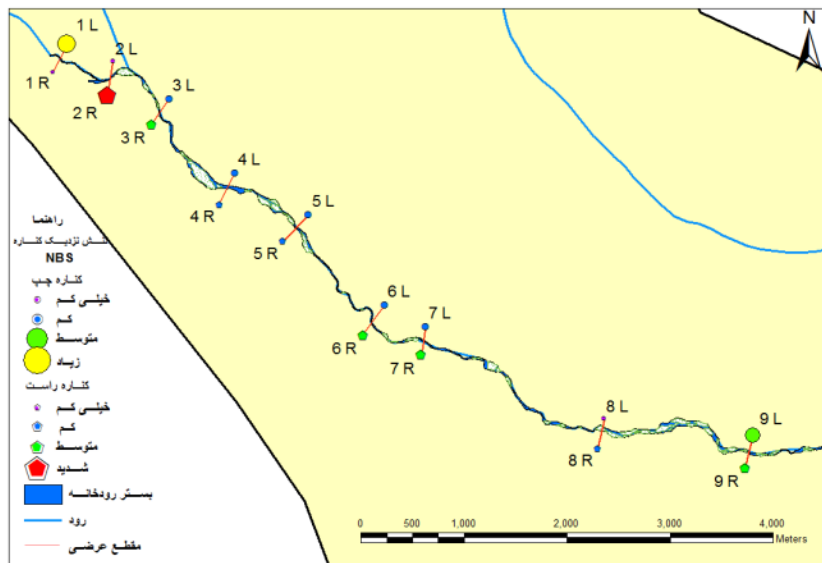 1 L
2 L
N
1 R
2 R
3 L
3 R
4 L
4 R
5 L
5 R
6 L
6 R
7 L
7 R
8 L
8 R
9 L
9 R
راهنما
تنش نزدیک کناره
NBS
کناره چپ
خیلی کم
کم
متوسط
زیاد
کناره راست
خیلی کم
کم
متوسط
شدید
بستر رودخانه
رود
مقطع عرضی
0 500 1,000 2,000 3,000 4,000
Meters